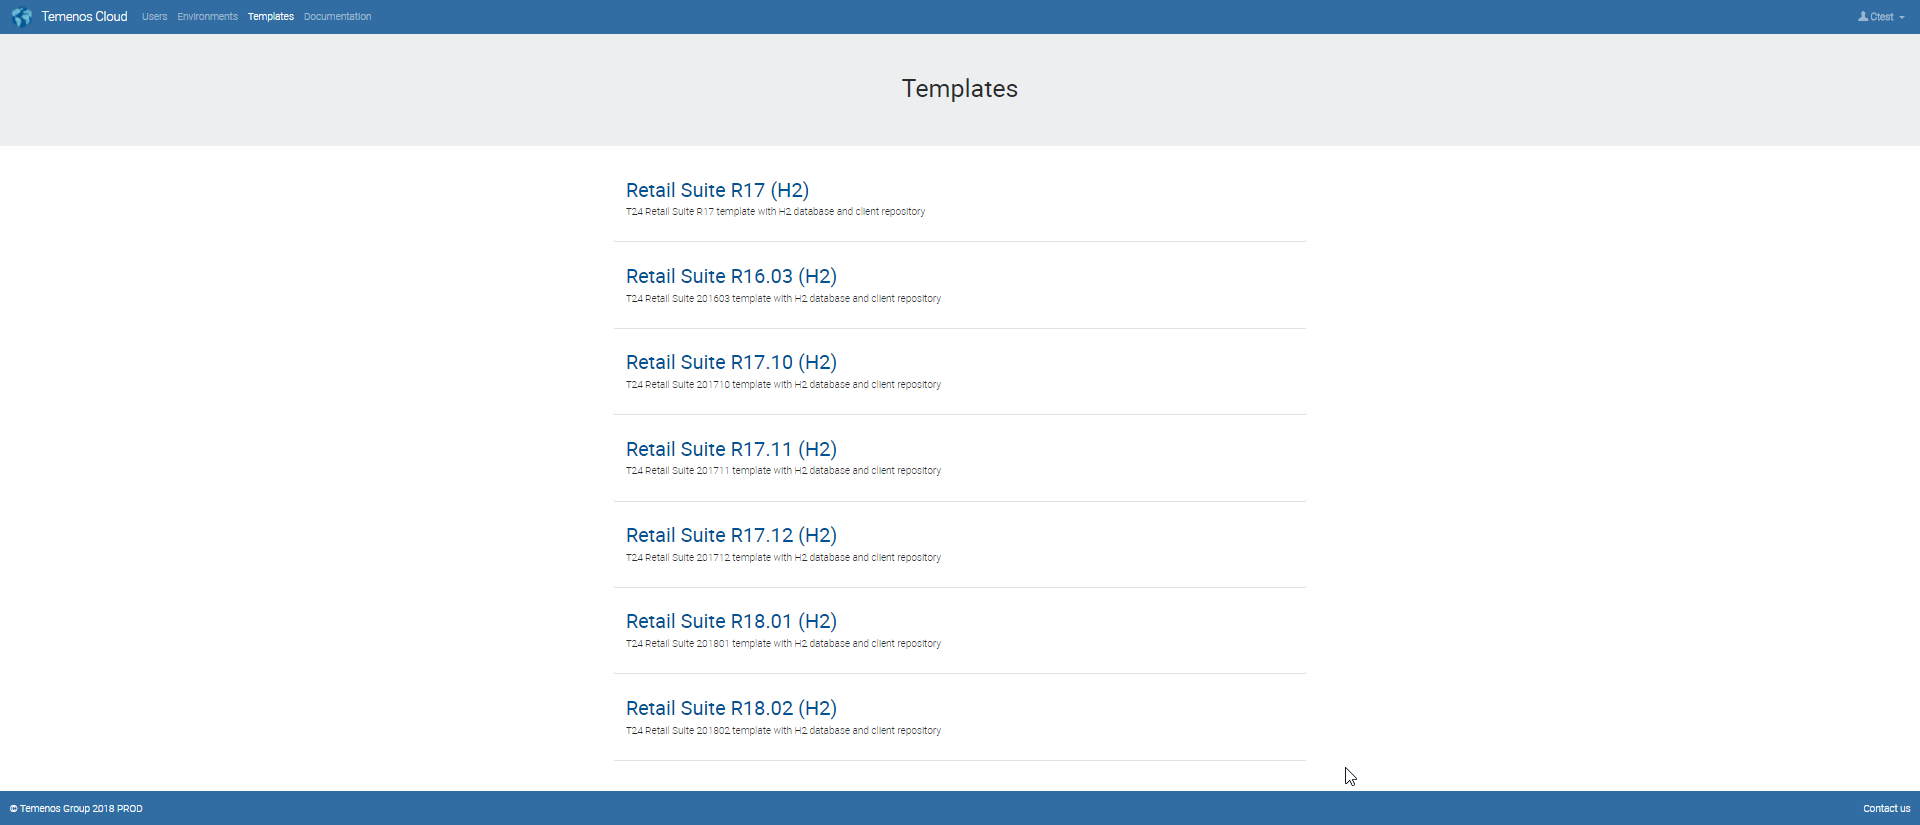 Temenos Cloud Users Environments Templates Documentation Ctest
Templates
Retail Suite R17 (H2)
T24 Retail Suite R17 template with H2 database and client repository
Retail Suite R16.03 (H2)
T24 Retail Suite 201603 template with H2 database and client repository
Retail Suite R17.10 (H2)
T24 Retail Suite 201710 template with H2 database and client repository
Retail Suite R17.11 (H2)
T24 Retail Suite 201711 template with H2 database and client repository
Retail Suite R17.12 (H2)
T24 Retail Suite 201712 template with H2 database and client repository
Retail Suite R18.01 (H2)
T24 Retail Suite 201801 template with H2 database and client repository
Retail Suite R18.02 (H2)
T24 Retail Suite 201802 template with H2 database and client repository
© Temenos Group 2018 PROD Contact us